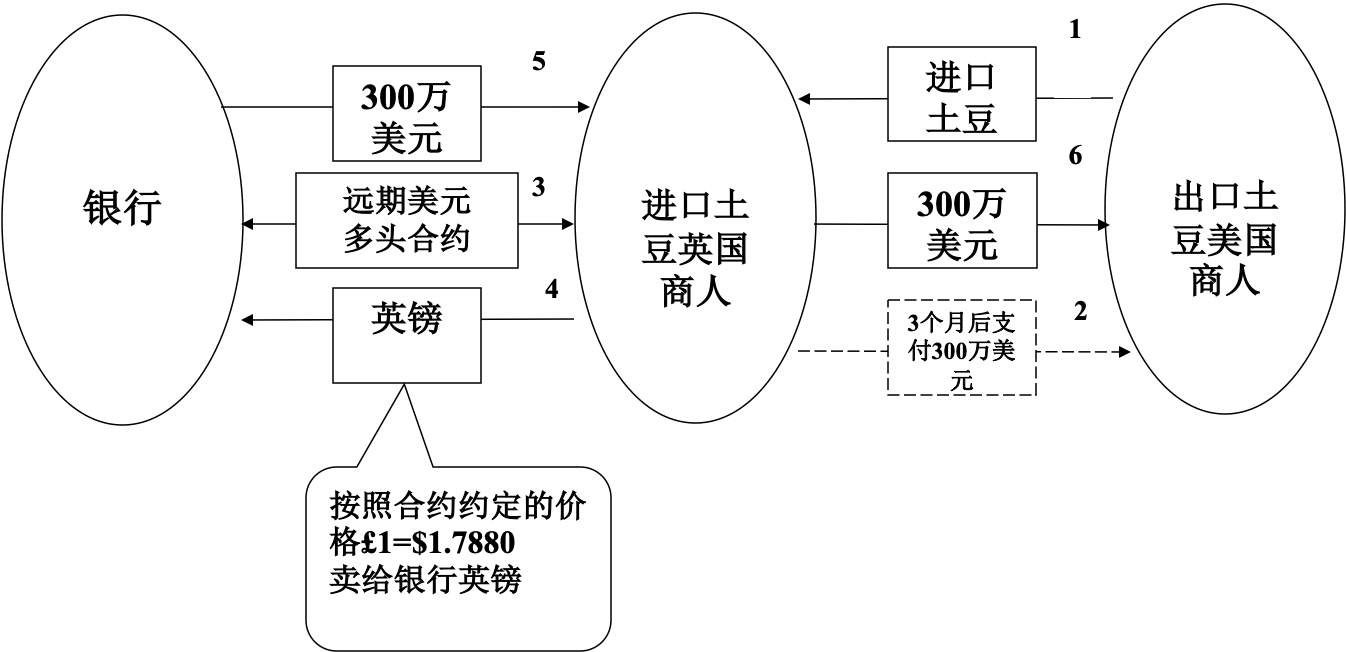 银行
5
300万
美元
3
远期美元
多头合约
4
英镑
按照合约约定的价
格£1=$1.7880
卖给银行英镑
进口土
豆英国
商人
1
进口
土豆
6
300万
美元
2
3个月后支
付300万美
元
出口土
豆美国
商人